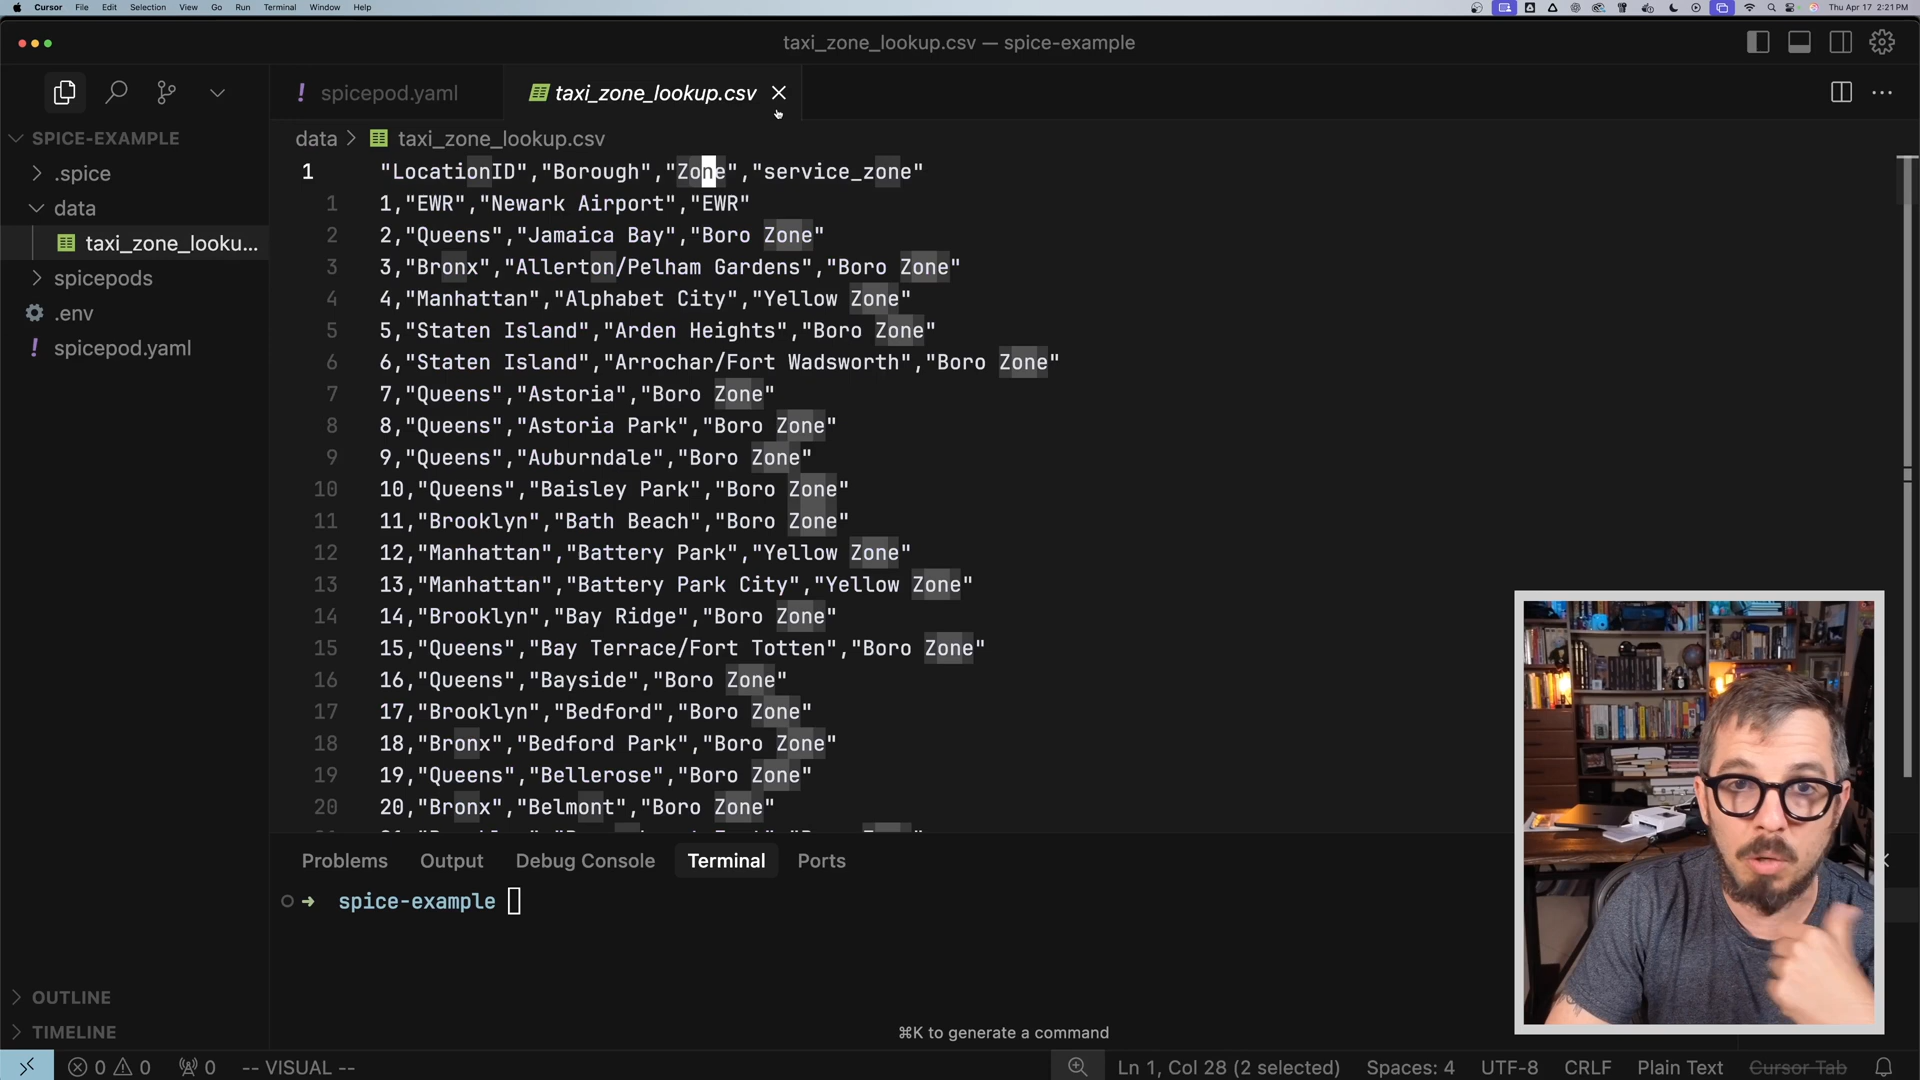 Cursor File Edit Selection View Go Run Terminal Window Help Thu Apr 17 2:21 PM
taxi_zone_lookup.csv — spice-example
spicepod.yaml
taxi_zone_lookup.csv
SPICE-EXAMPLE
.spice
data
taxi_zone_looku...
spicepods
.env
spicepod.yaml
data > taxi_zone_lookup.csv
1 "LocationID","Borough","Zone","service_zone"
1 1,"EWR","Newark Airport","EWR"
2 2,"Queens","Jamaica Bay","Boro Zone"
3 3,"Bronx","Allerton/Pelham Gardens","Boro Zone"
4 4,"Manhattan","Alphabet City","Yellow Zone"
5 5,"Staten Island","Arden Heights","Boro Zone"
6 6,"Staten Island","Arrochar/Fort Wadsworth","Boro Zone"
7 7,"Queens","Astoria","Boro Zone"
8 8,"Queens","Astoria Park","Boro Zone"
9 9,"Queens","Auburndale","Boro Zone"
10 10,"Queens","Baisley Park","Boro Zone"
11 11,"Brooklyn","Bath Beach","Boro Zone"
12 12,"Manhattan","Battery Park","Yellow Zone"
13 13,"Manhattan","Battery Park City","Yellow Zone"
14 14,"Brooklyn","Bay Ridge","Boro Zone"
15 15,"Queens","Bay Terrace/Fort Totten","Boro Zone"
16 16,"Queens","Bayside","Boro Zone"
17 17,"Brooklyn","Bedford","Boro Zone"
18 18,"Bronx","Bedford Park","Boro Zone"
19 19,"Queens","Bellerose","Boro Zone"
20 20,"Bronx","Belmont","Boro Zone"
Problems Output Debug Console Terminal Ports
→ spice-example
OUTLINE
TIMELINE
⌘K to generate a command
0 0 0 -- VISUAL -- Ln 1, Col 28 (2 selected) Spaces: 4 UTF-8 CRLF Plain Text Cursor Tab